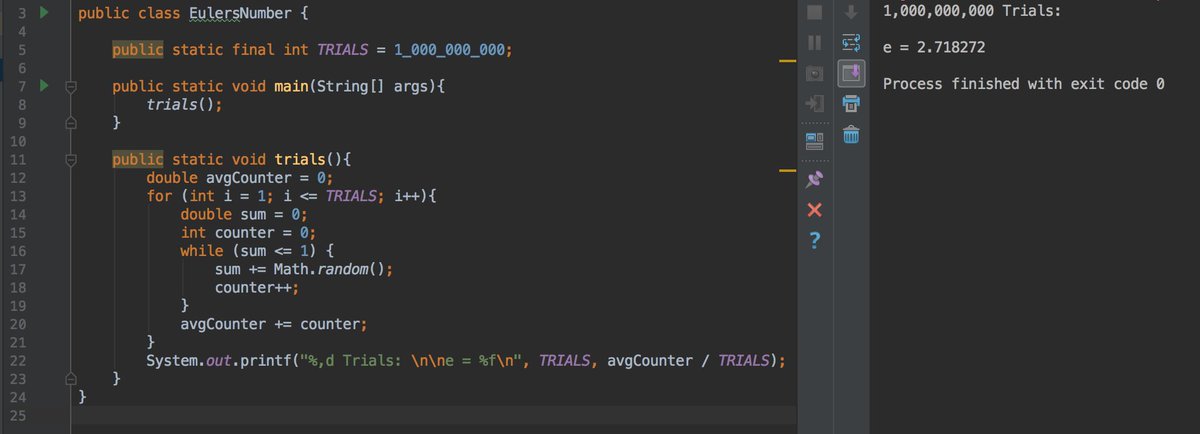 3 public class EulersNumber {
4
5 public static final int TRIALS = 1_000_000_000;
6
7 public static void main(String[] args){
8 trials();
9 }
10
11 public static void trials(){
12 double avgCounter = 0;
13 for (int i = 1; i <= TRIALS; i++){
14 double sum = 0;
15 int counter = 0;
16 while (sum <= 1) {
17 sum += Math.random();
18 counter++;
19 }
20 avgCounter += counter;
21 }
22 System.out.printf("%,d Trials: \n\ne = %f\n", TRIALS, avgCounter / TRIALS);
23 }
24 }
25
?
1,000,000,000 Trials:
e = 2.718272
Process finished with exit code 0